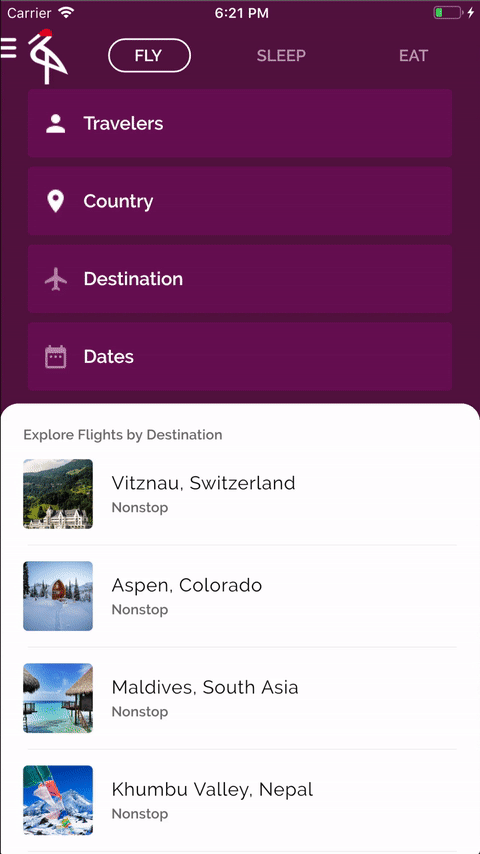 Carrier 6:21 PM
FLY SLEEP EAT
Travelers
Country
Destination
Dates
Explore Flights by Destination
Vitznau, Switzerland
Nonstop
Aspen, Colorado
Nonstop
Maldives, South Asia
Nonstop
Khumbu Valley, Nepal
Nonstop